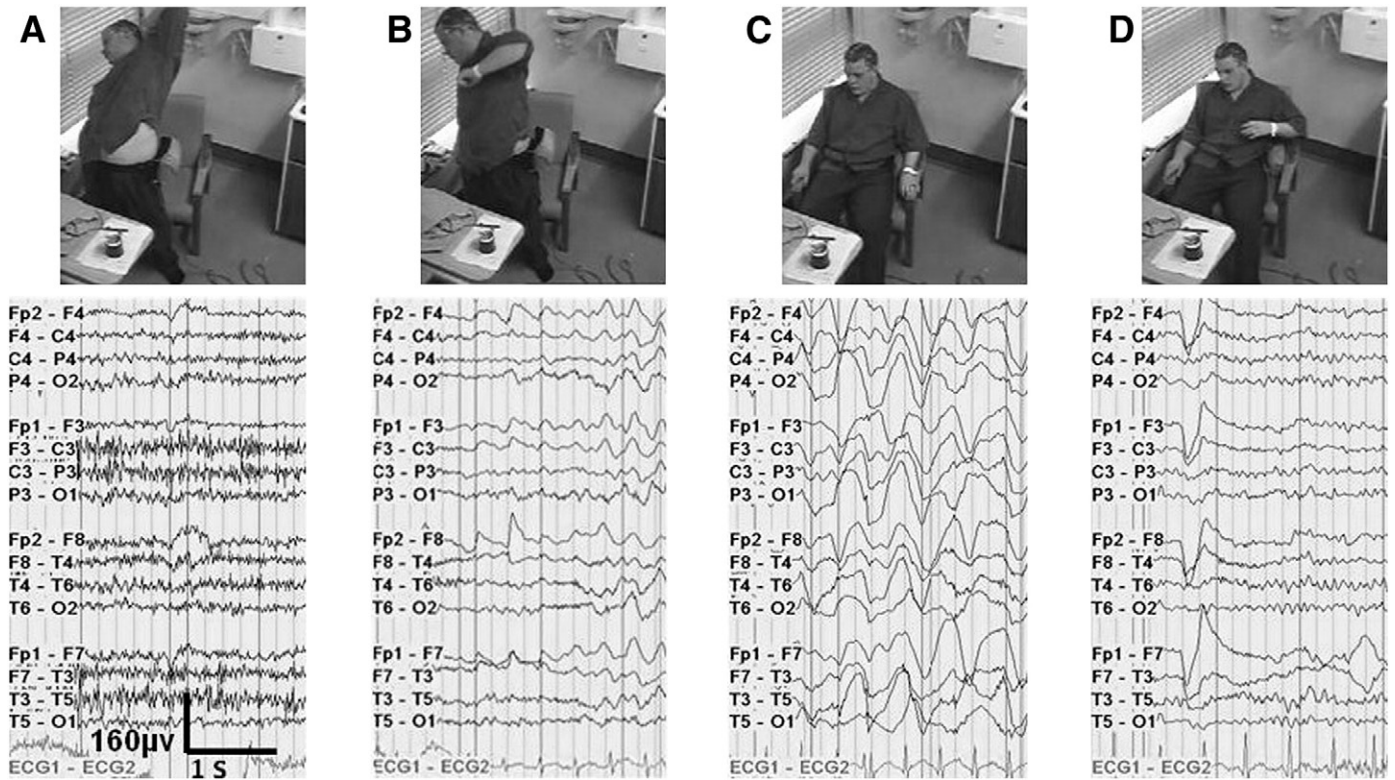 A
B
C
D
Fp2 - F4
F4 - C4
C4 - P4
P4 - O2
Fp1 - F3
F3 - C3
C3 - P3
P3 - O1
Fp2 - F8
F8 - T4
T4 - T6
T6 - O2
Fp1 - F7
F7 - T3
T3 - T5
T5 - O1
160µv
1 S
ECG1 - ECG2
Fp2 - F4
F4 - C4
C4 - P4
P4 - O2
Fp1 - F3
F3 - C3
C3 - P3
P3 - O1
Fp2 - F8
F8 - T4
T4 - T6
T6 - O2
Fp1 - F7
F7 - T3
T3 - T5
T5 - O1
ECG1 - ECG2
Fp2 - F4
F4 - C4
C4 - P4
P4 - O2
Fp1 - F3
F3 - C3
C3 - P3
P3 - O1
Fp2 - F8
F8 - T4
T4 - T6
T6 - O2
Fp1 - F7
F7 - T3
T3 - T5
T5 - O1
ECG1 - ECG2
Fp2 - F4
F4 - C4
C4 - P4
P4 - O2
Fp1 - F3
F3 - C3
C3 - P3
P3 - O1
Fp2 - F8
F8 - T4
T4 - T6
T6 - O2
Fp1 - F7
F7 - T3
T3 - T5
T5 - O1
ECG1 - ECG2